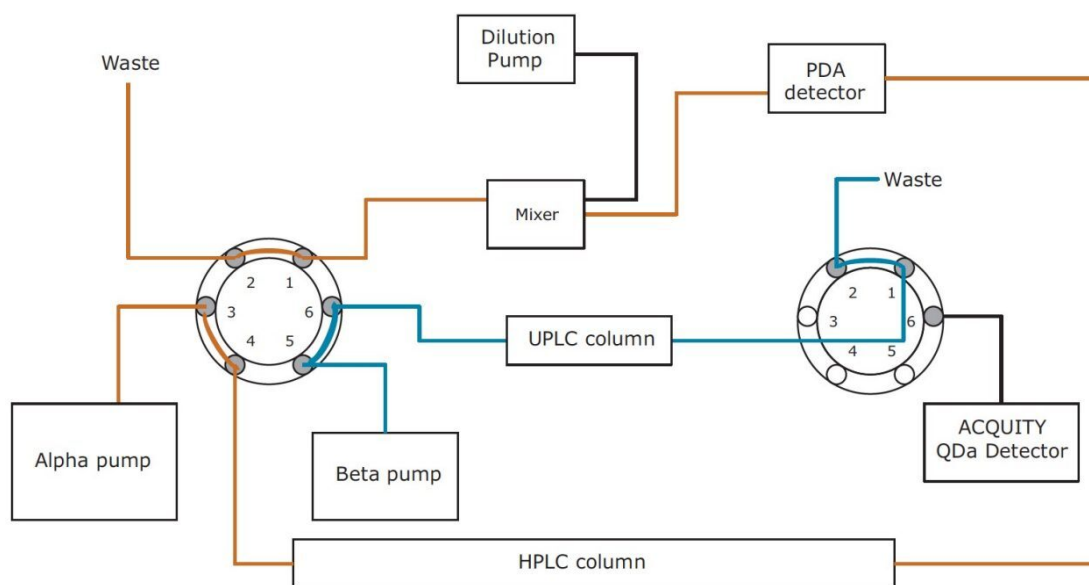 Dilution
Pump
PDA
detector
Waste
Waste
Mixer
2 1
3 6
4 5
2 1
3 6
4 5
UPLC column
Alpha pump
Beta pump
ACQUITY
QDa Detector
HPLC column